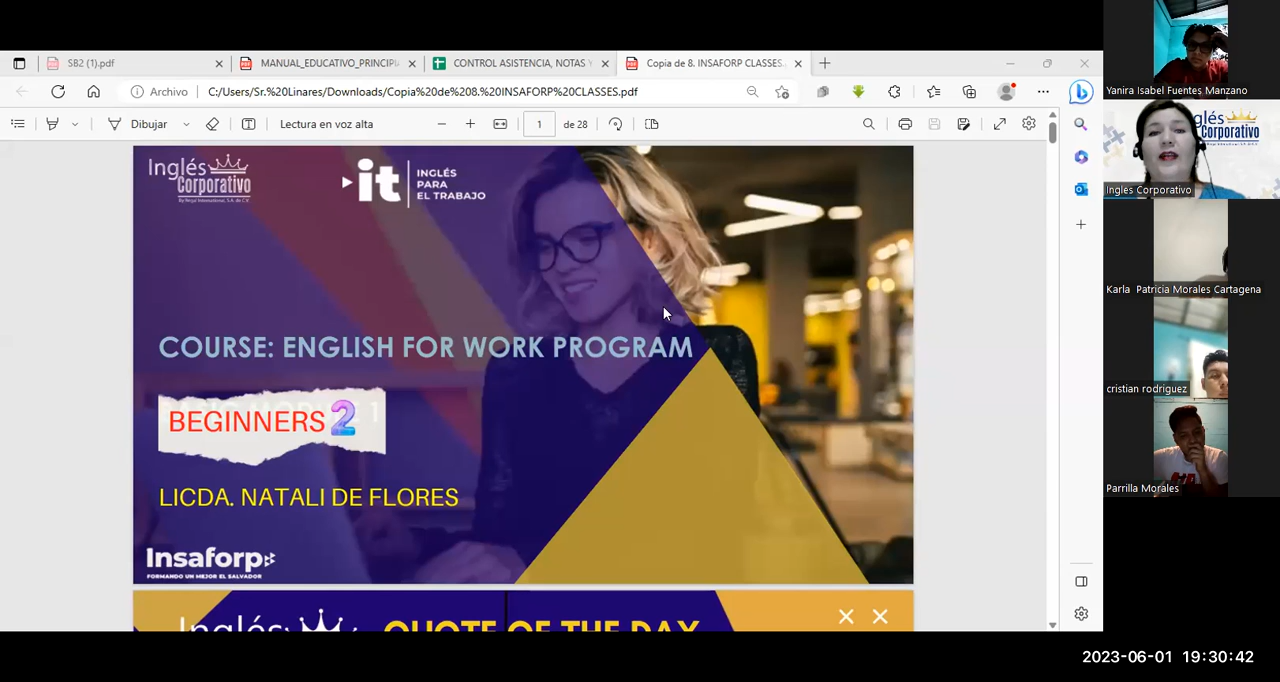 SB2 (1).pdf
MANUAL_EDUCATIVO_PRINCIPI
CONTROL ASISTENCIA, NOTAS Y
Copia de 8. INSAFORP CLASSES.
Archivo
C:/Users/Sr.%20Linares/Downloads/Copia%20de%208.%20INSAFORP%20CLASSES.pdf
Dibujar
Lectura en voz alta
1
de 28
Inglés
Corporativo
it
INGLÉS
PARA
EL TRABAJO
COURSE: ENGLISH FOR WORK PROGRAM
BEGINNERS 2
LICDA. NATALI DE FLORES
Insaforp
FORMANDO UN MEJOR EL SALVADOR
Inglés
QUOTE OF THE DAY
Yanira Isabel Fuentes Manzano
glés
Corporativo
Ingles Corporativo
Karla Patricia Morales Cartagena
cristian rodriguez
Parrilla Morales
2023-06-01 19:30:42